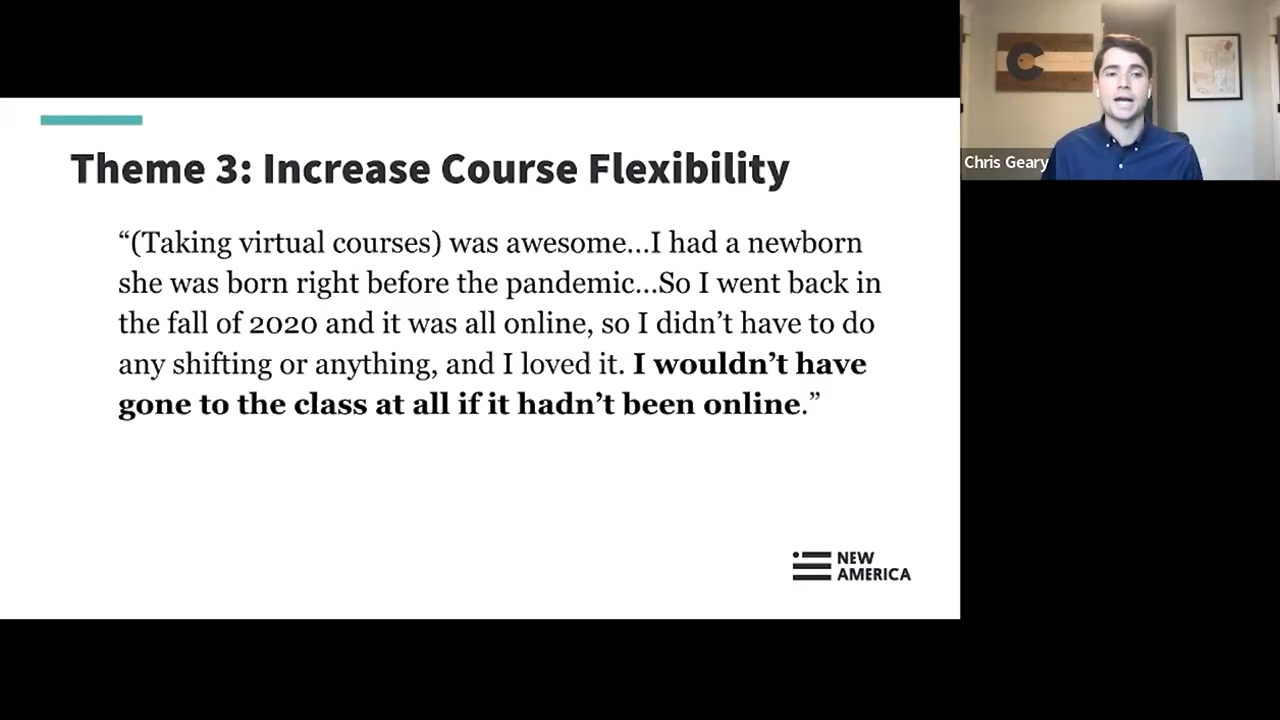 Theme 3: Increase Course Flexibility
“(Taking virtual courses) was awesome...I had a newborn
she was born right before the pandemic...So I went back in
the fall of 2020 and it was all online, so I didn’t have to do
any shifting or anything, and I loved it. I wouldn’t have
gone to the class at all if it hadn’t been online.”
NEW
AMERICA
Chris Geary